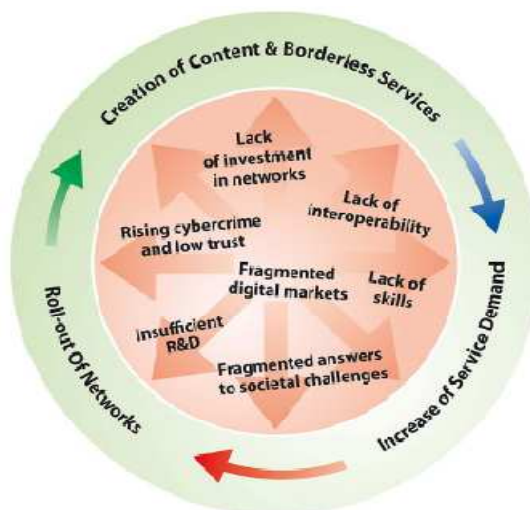 Creation of Content & Borderless Services
Lack
of investment
in networks
Lack of
interoperability
Rising cybercrime
and low trust
Fragmented
digital markets
Lack of
skills
Insufficient
R&D
Fragmented answers
to societal challenges
Roll-out Of Networks
Increase of Service Demand